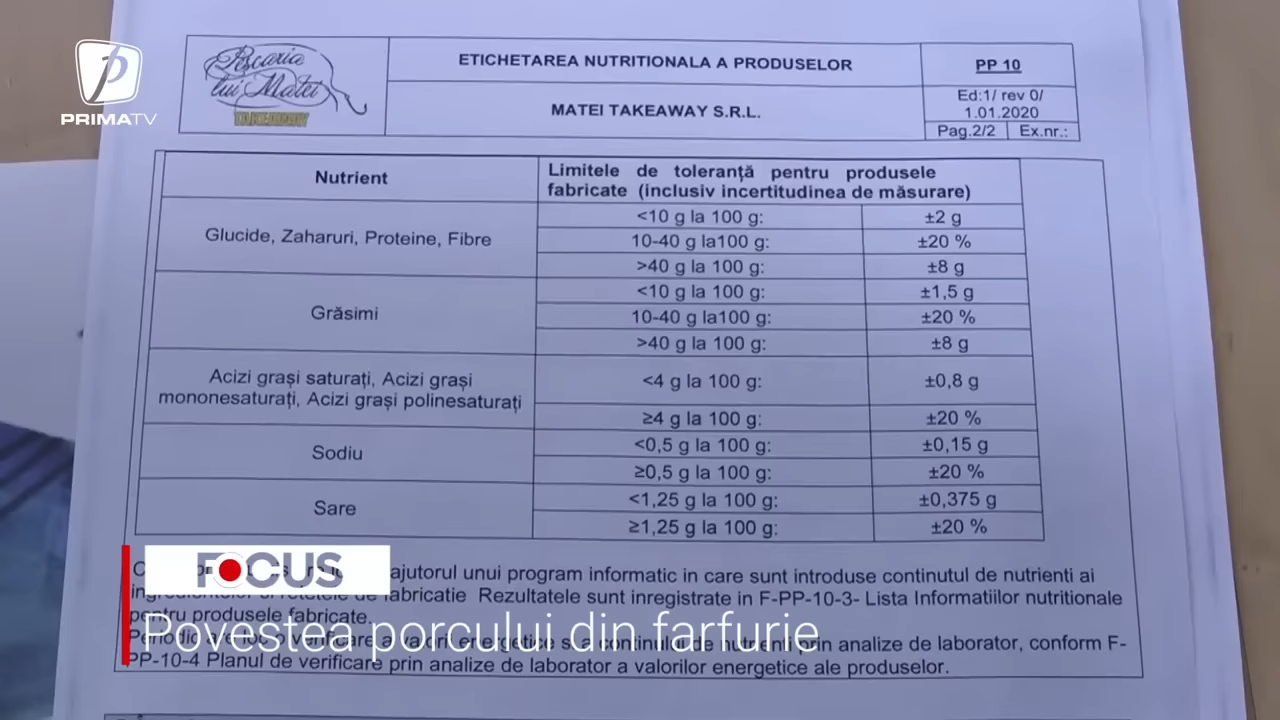 PRIMATV
Pescaria
lui Matei
TAKEAWAY
ETICHETAREA NUTRITIONALA A PRODUSELOR
MATEI TAKEAWAY S.R.L.
PP 10
Ed:1/ rev 0/
1.01.2020
Pag.2/2 Ex.nr.:
Nutrient
Limitele de toleranță pentru produsele
fabricate (inclusiv incertitudinea de măsurare)
Glucide, Zaharuri, Proteine, Fibre
<10 g la 100 g: ±2 g
10-40 g la100 g: ±20 %
>40 g la 100 g: ±8 g
Grăsimi
<10 g la 100 g: ±1,5 g
10-40 g la100 g: ±20 %
>40 g la 100 g: ±8 g
Acizi grași saturați, Acizi grași
mononesaturați, Acizi grași polinesaturați
<4 g la 100 g: ±0,8 g
≥4 g la 100 g: ±20 %
Sodiu
<0,5 g la 100 g: ±0,15 g
≥0,5 g la 100 g: ±20 %
Sare
<1,25 g la 100 g: ±0,375 g
≥1,25 g la 100 g: ±20 %
ajutorul unui program informatic in care sunt introduse continutul de nutrienti ai
de fabricatie Rezultatele sunt inregistrate in F-PP-10-3- Lista Informatiilor nutritionale
pentru produsele fabricate.
prin analize de laborator, conform F-
PP-10-4 Planul de verificare prin analize de laborator a valorilor energetice ale produselor.
FOCUS
Povestea porcului din farfurie